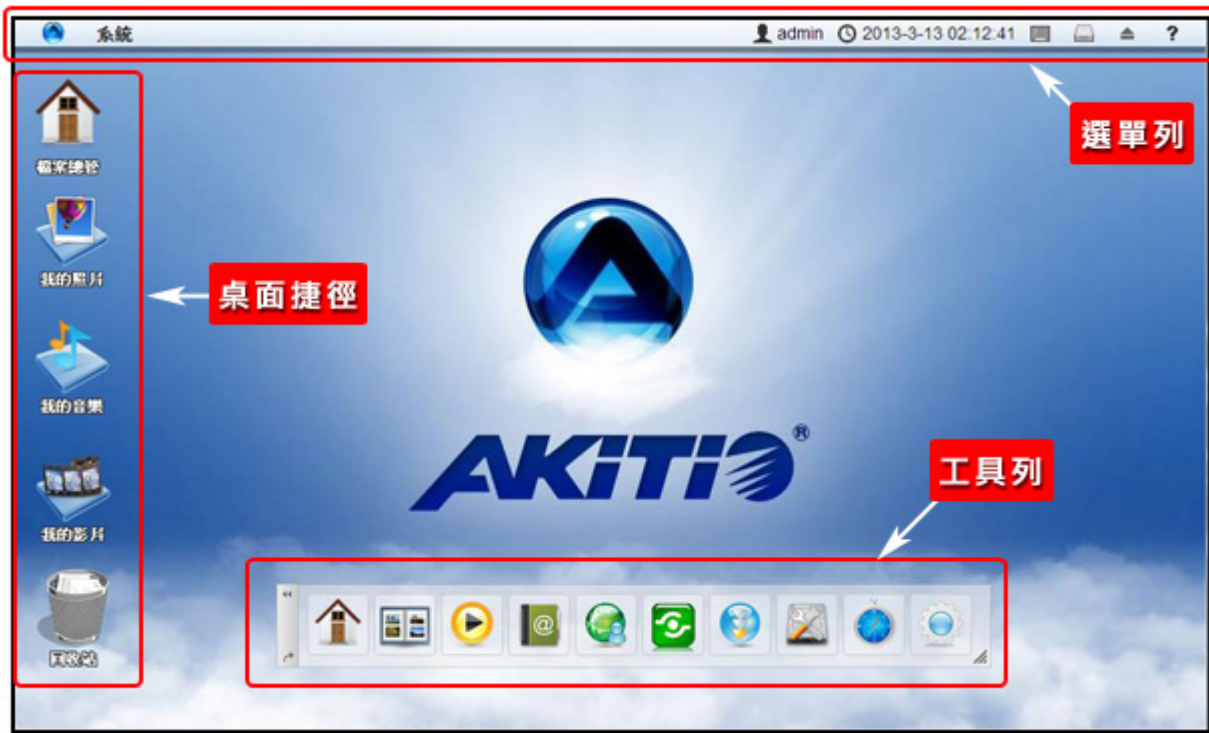 系統
admin 2013-3-13 02:12:41 ?
選單列
檔案總管
我的照片
桌面捷徑
我的音樂
AKiTiO®
工具列
我的影片
@
回收站